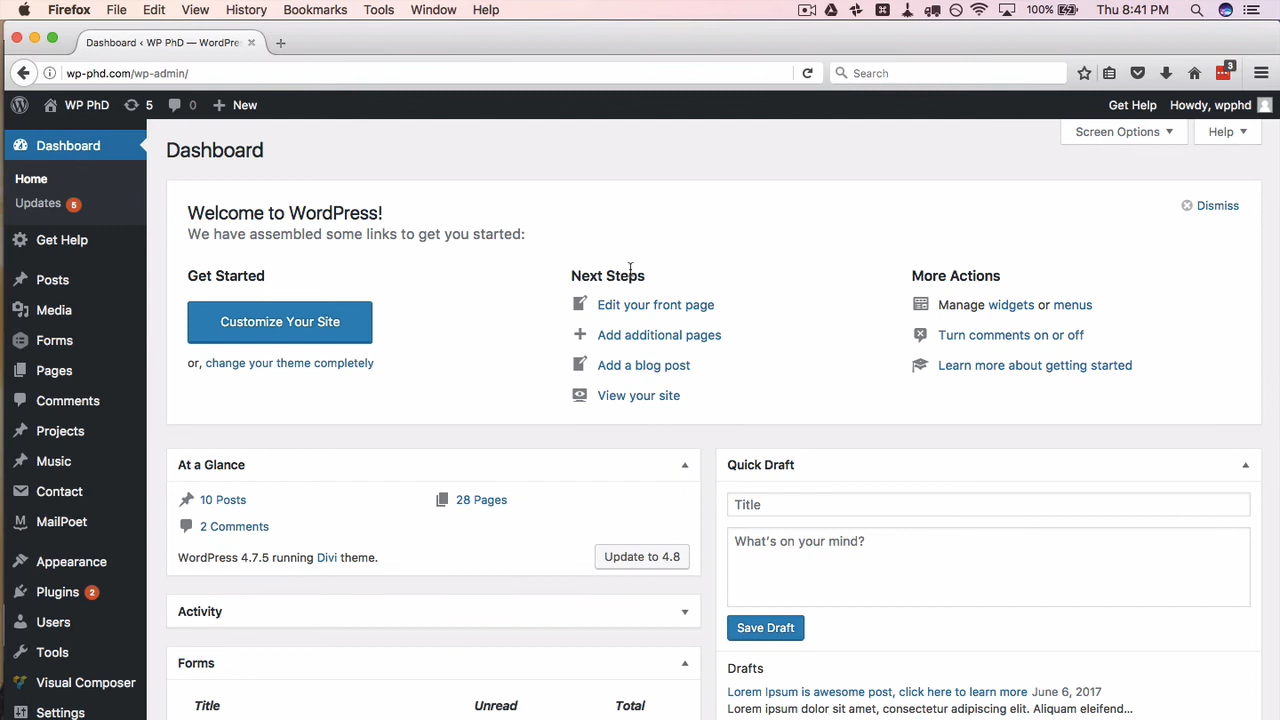 Firefox File Edit View History Bookmarks Tools Window Help 100% Thu 8:41 PM
Dashboard ‹ WP PhD — WordPre
wp-phd.com/wp-admin/ Search 3
WP PhD 5 0 New Get Help Howdy, wpphd
Screen Options Help
Dashboard
Home
Updates 5
Get Help
Posts
Media
Forms
Pages
Comments
Projects
Music
Contact
MailPoet
Appearance
Plugins 2
Users
Tools
Visual Composer
Settings
Dashboard
Welcome to WordPress!
We have assembled some links to get you started:
Dismiss
Get Started
Customize Your Site
or, change your theme completely
Next Steps
Edit your front page
Add additional pages
Add a blog post
View your site
More Actions
Manage widgets or menus
Turn comments on or off
Learn more about getting started
At a Glance
10 Posts 28 Pages
2 Comments
WordPress 4.7.5 running Divi theme. Update to 4.8
Activity
Forms
Title Unread Total
Quick Draft
Title
What's on your mind?
Save Draft
Drafts
Lorem Ipsum is awesome post, click here to learn more June 6, 2017
Lorem ipsum dolor sit amet, consectetur adipiscing elit. Aliquam eleifend...